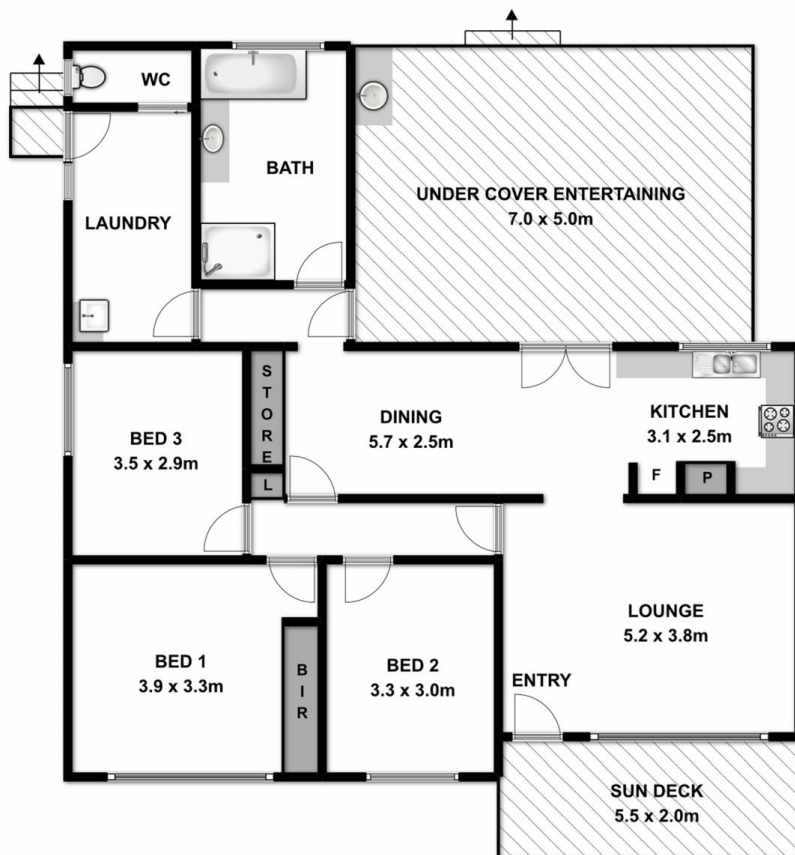 WC
BATH
LAUNDRY
UNDER COVER ENTERTAINING
7.0 x 5.0m
STORE
L
BED 3
3.5 x 2.9m
DINING
5.7 x 2.5m
KITCHEN
3.1 x 2.5m
F
P
LOUNGE
5.2 x 3.8m
BED 1
3.9 x 3.3m
BIR
BED 2
3.3 x 3.0m
ENTRY
SUN DECK
5.5 x 2.0m